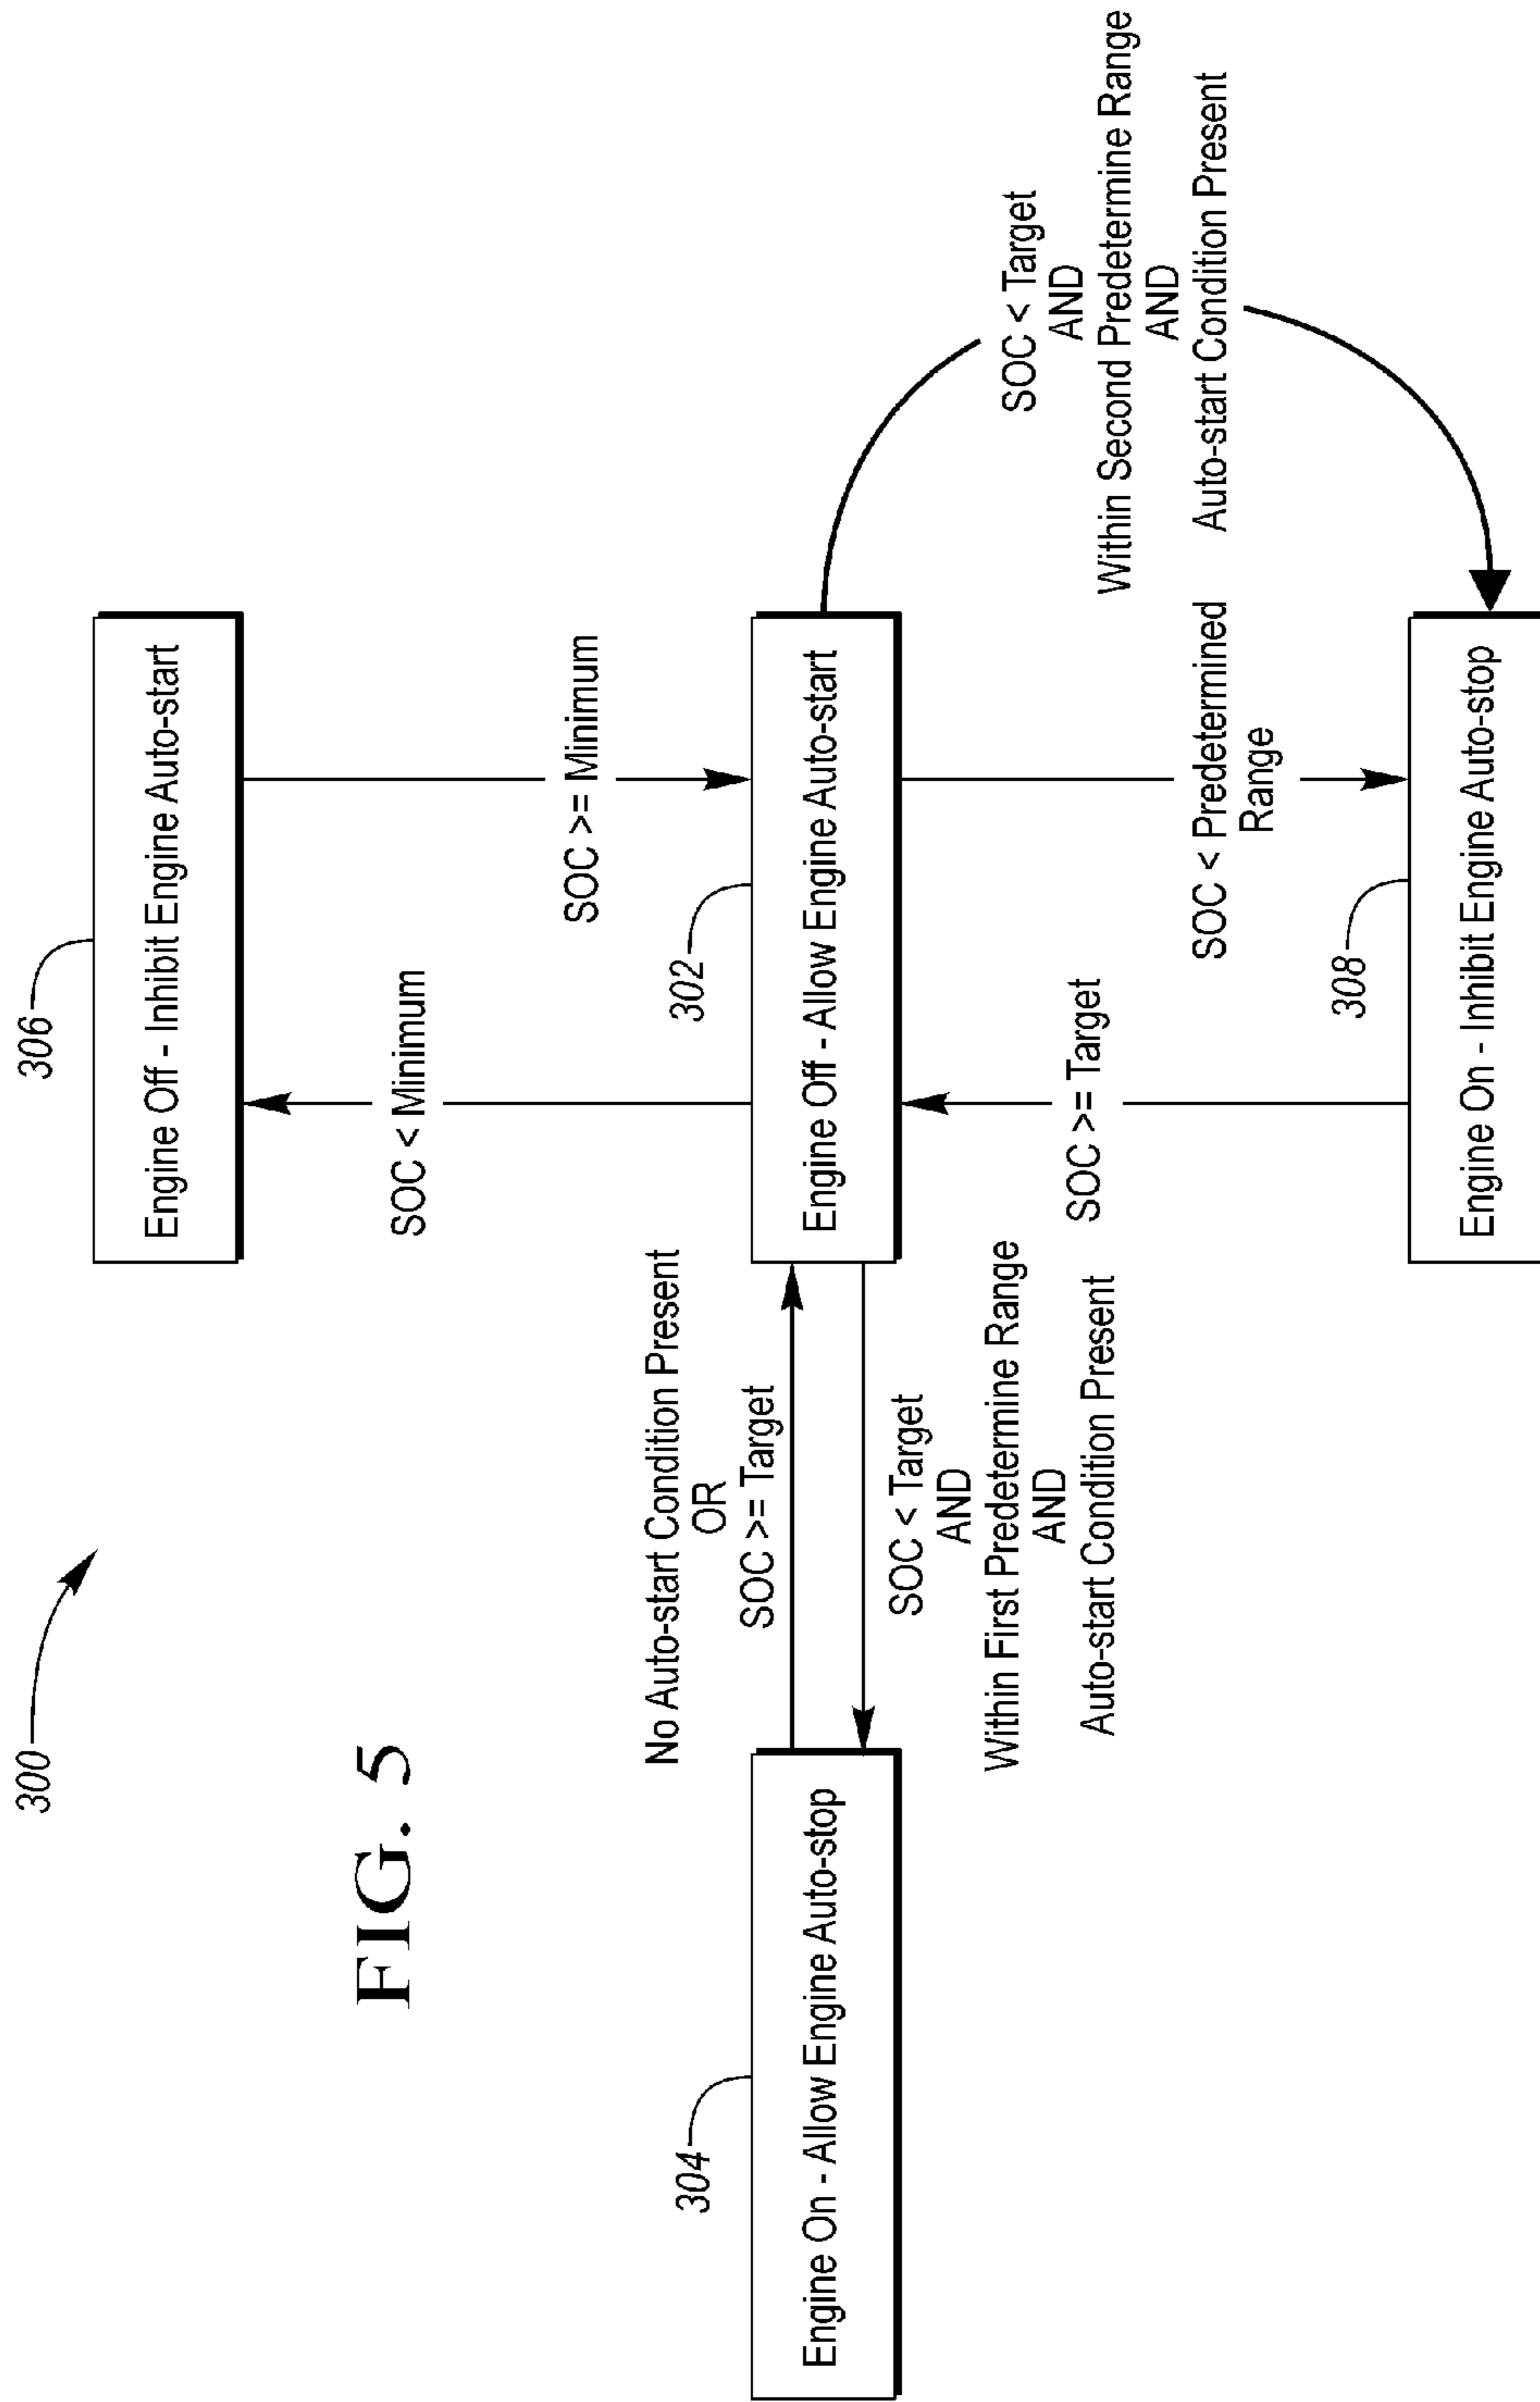 300
FIG. 5
306
Engine Off - Inhibit Engine Auto-start
SOC < Minimum
SOC >= Minimum
304
Engine On - Allow Engine Auto-stop
No Auto-start Condition Present
OR
SOC >= Target
SOC < Target
AND
Within First Predetermine Range
AND
Auto-start Condition Present
302
Engine Off - Allow Engine Auto-start
SOC < Target
AND
Within Second Predetermine Range
AND
Auto-start Condition Present
SOC >= Target
SOC < Predetermined
Range
308
Engine On - Inhibit Engine Auto-stop